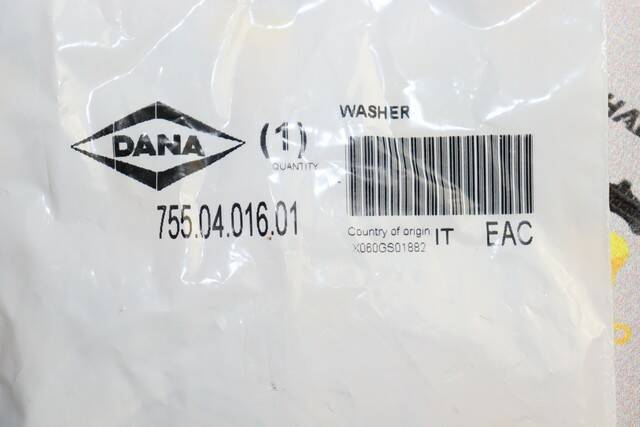 WASHER
DANA
(1)
QUANTITY
755.04.016.01
Country of origin IT EAC
X060GS01882